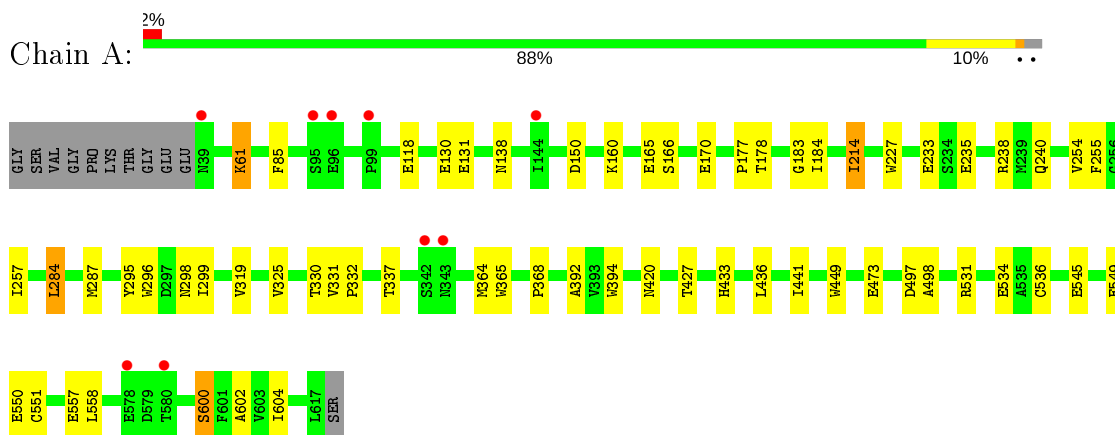 2%
Chain A:
88%
10%
GLY SER VAL GLY PRO LYS THR GLY GLU GLU N39 K61 F85 S95 E96 P99 E118 E130 E131 N138 I144 D150 K160 E165 S166 E170 P177 T178 G183 I184 I214 W227 E233 S234 E235 R238 M239 Q240 V254 F255 G256
I257 L284 M287 Y295 W296 D297 N298 I299 V319 V325 T330 V331 P332 T337 S342 N343 M364 W365 P368 A392 V393 W394 N420 T427 H433 L436 I441 W449 E473 D497 A498 R531 E534 A535 C536 E545
E550 C551 E557 L558 E578 D579 T580 S600 F601 A602 V603 I604 L617 SER